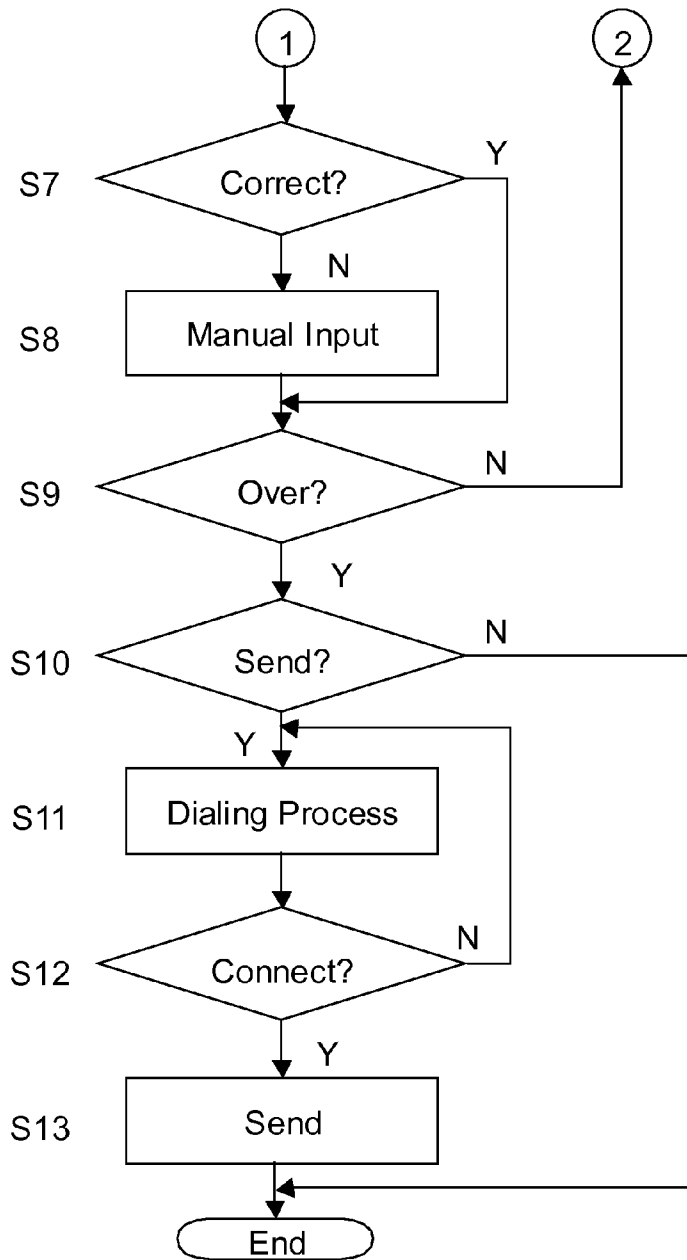 1
2
S7
Correct?
Y
N
S8
Manual Input
S9
Over?
N
Y
S10
Send?
N
Y
S11
Dialing Process
S12
Connect?
N
Y
S13
Send
End